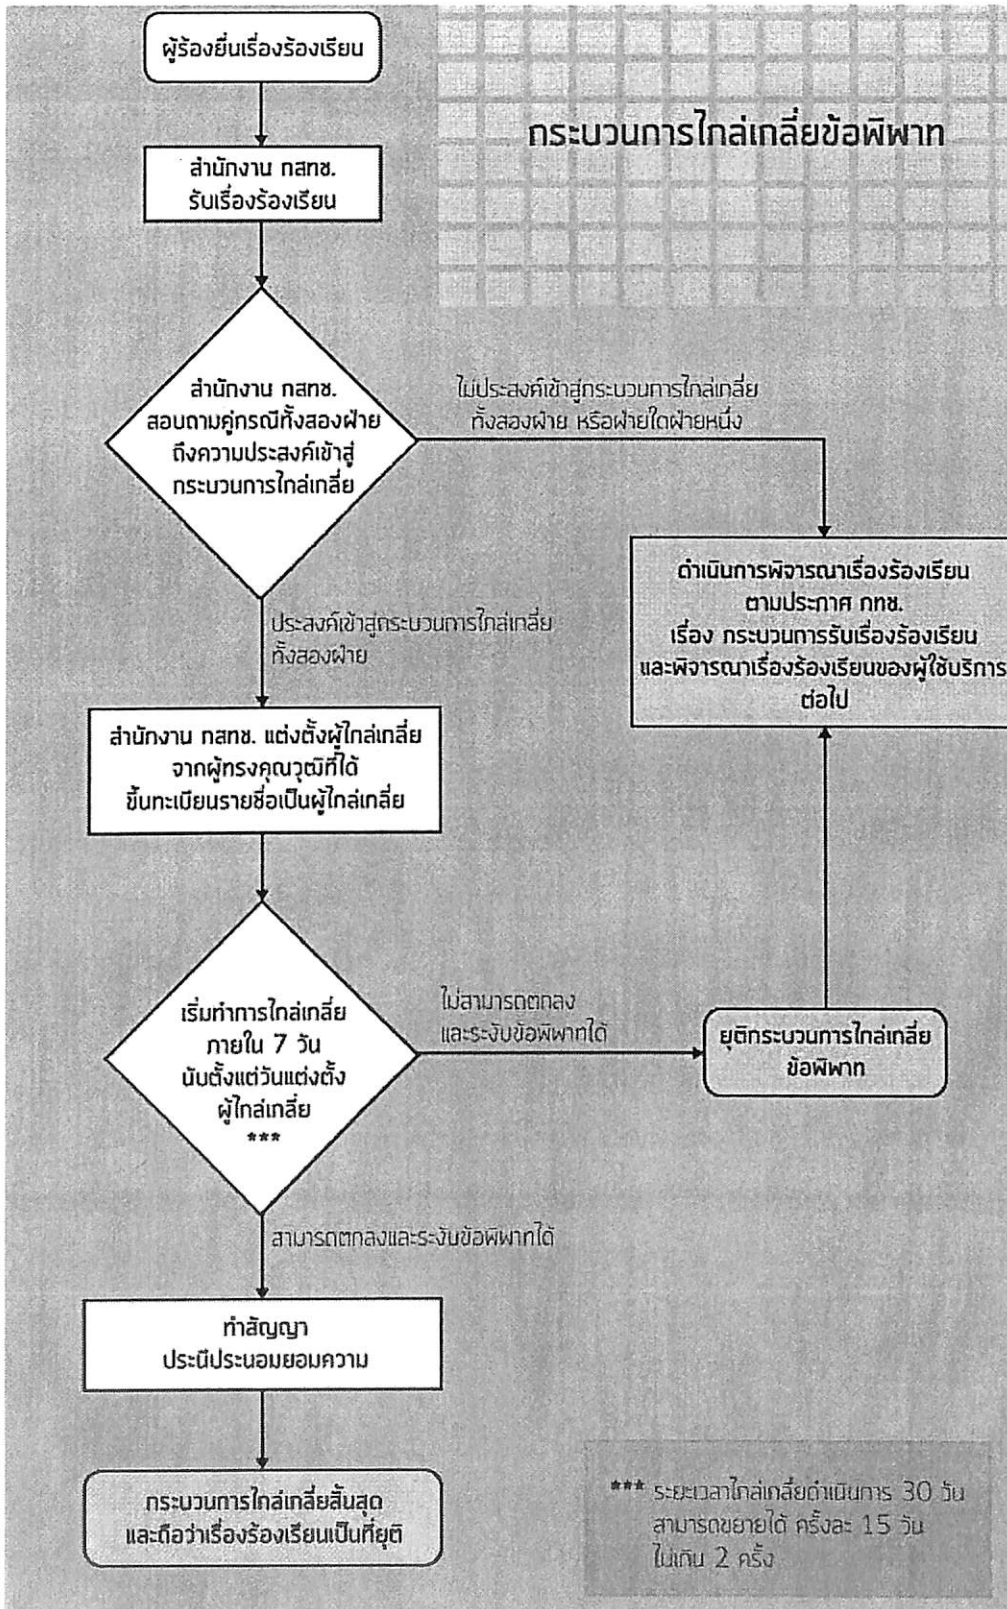 ผู้ร้องยื่นเรื่องร้องเรียน
กระบวนการไกล่เกลี่ยข้อพิพาท
สำนักงาน กสทช.
รับเรื่องร้องเรียน
สำนักงาน กสทช.
สอบถามคู่กรณีทั้งสองฝ่าย
ถึงความประสงค์เข้าสู่
กระบวนการไกล่เกลี่ย
ไม่ประสงค์เข้าสู่กระบวนการไกล่เกลี่ย
ทั้งสองฝ่าย หรือฝ่ายใดฝ่ายหนึ่ง
ดำเนินการพิจารณาเรื่องร้องเรียน
ตามประกาศ กทช.
เรื่อง กระบวนการรับเรื่องร้องเรียน
และพิจารณาเรื่องร้องเรียนของผู้ใช้บริการ
ต่อไป
ประสงค์เข้าสู่กระบวนการไกล่เกลี่ย
ทั้งสองฝ่าย
สำนักงาน กสทช. แต่งตั้งผู้ไกล่เกลี่ย
จากผู้ทรงคุณวุฒิที่ได้
ขึ้นทะเบียนรายชื่อเป็นผู้ไกล่เกลี่ย
เริ่มทำการไกล่เกลี่ย
ภายใน 7 วัน
นับตั้งแต่วันแต่งตั้ง
ผู้ไกล่เกลี่ย
***
ไม่สามารถตกลง
และระงับข้อพิพาทได้
ยุติกระบวนการไกล่เกลี่ย
ข้อพิพาท
สามารถตกลงและระงับข้อพิพาทได้
ทำสัญญา
ประนีประนอมยอมความ
กระบวนการไกล่เกลี่ยสิ้นสุด
และถือว่าเรื่องร้องเรียนเป็นที่ยุติ
*** ระยะเวลาไกล่เกลี่ยดำเนินการ 30 วัน
สามารถขยายได้ ครั้งละ 15 วัน
ไม่เกิน 2 ครั้ง